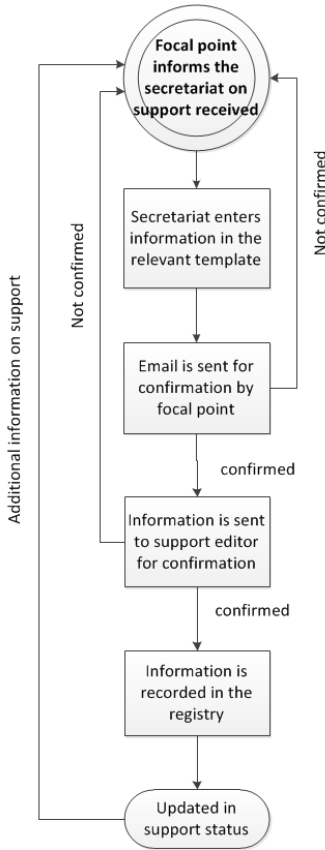 Focal point
informs the
secretariat on
support received
Secretariat enters
information in the
relevant template
Not confirmed
Not confirmed
Email is sent for
confirmation by
focal point
Additional information on support
confirmed
Information is sent
to support editor
for confirmation
confirmed
Information is
recorded in the
registry
Updated in
support status